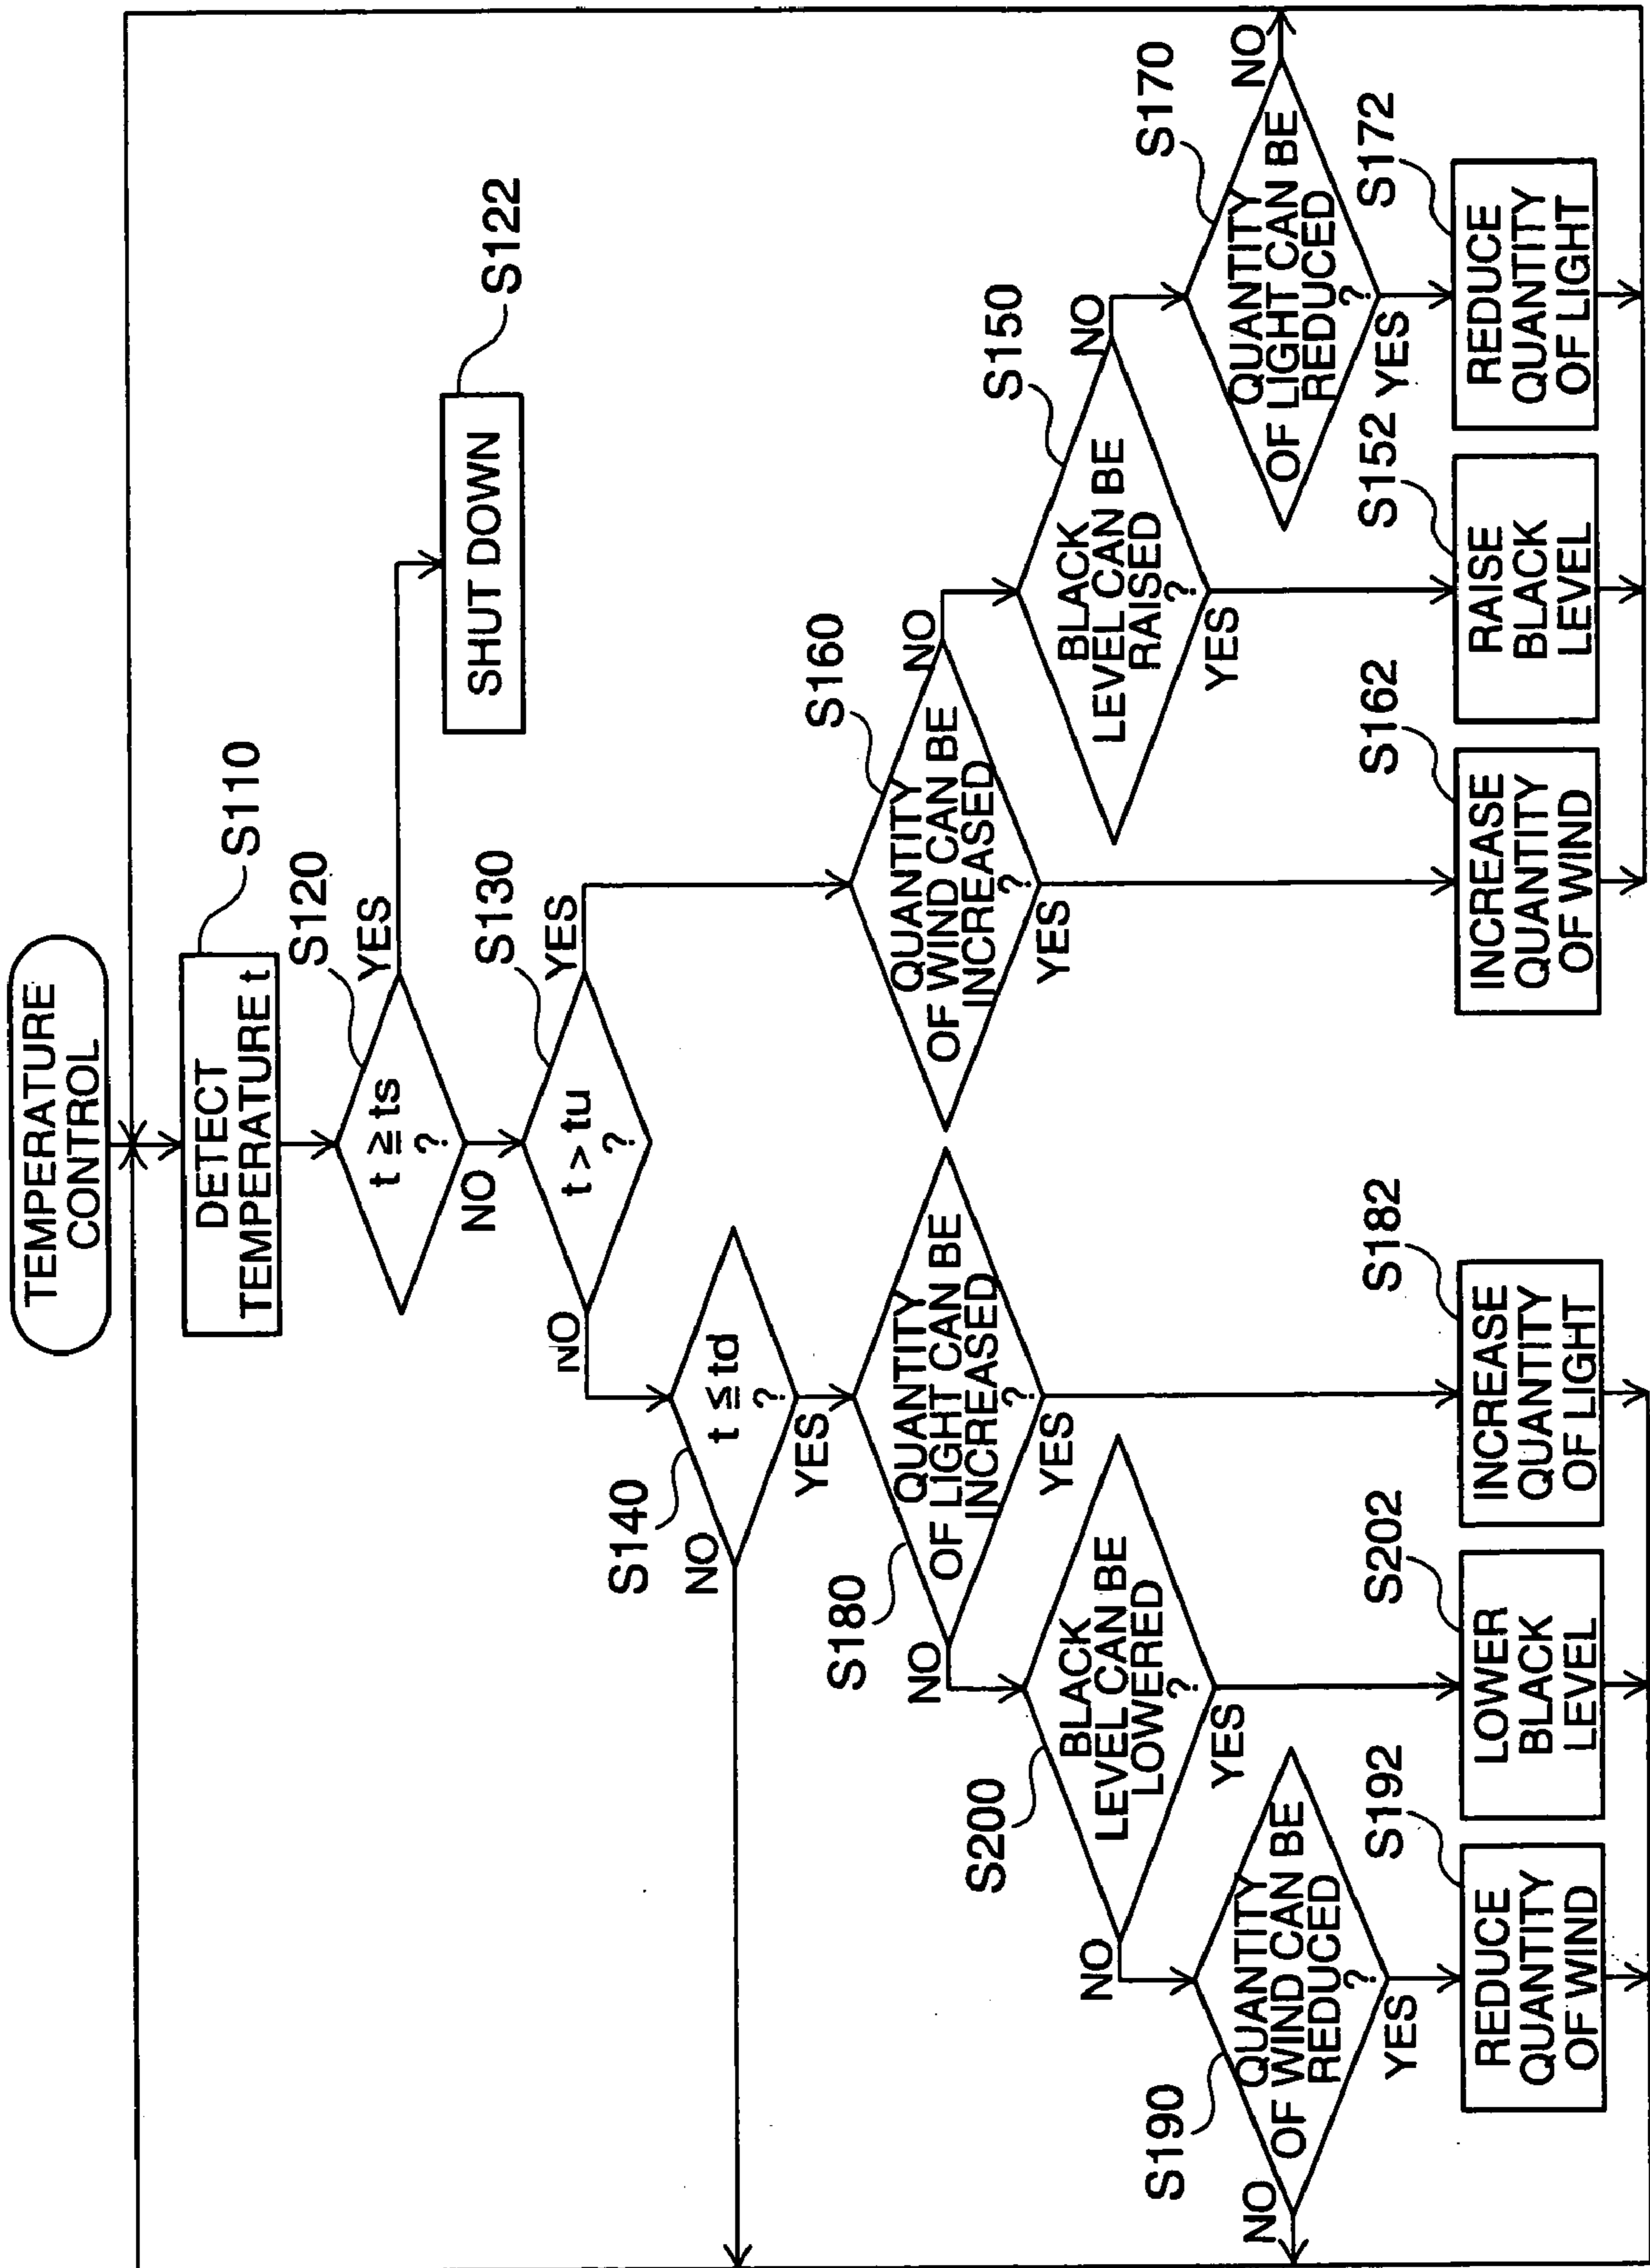 TEMPERATURE
CONTROL
DETECT
TEMPERATURE t
S110
t ≧ ts
?
S120
YES
NO
SHUT DOWN
S122
t > tu
?
S130
YES
NO
t ≦ td
?
S140
NO
YES
QUANTITY
OF WIND CAN BE
INCREASED
?
S160
NO
YES
QUANTITY
OF LIGHT CAN BE
INCREASED
?
S180
NO
YES
BLACK
LEVEL CAN BE
RAISED
?
S150
NO
YES
BLACK
LEVEL CAN BE
LOWERED
?
S200
NO
YES
QUANTITY
OF LIGHT CAN BE
REDUCED
?
S170
NO
YES
QUANTITY
OF WIND CAN BE
REDUCED
?
S190
NO
YES
REDUCE
QUANTITY
OF WIND
S192
LOWER
BLACK
LEVEL
S202
INCREASE
QUANTITY
OF LIGHT
S182
INCREASE
QUANTITY
OF WIND
S162
RAISE
BLACK
LEVEL
S152
REDUCE
QUANTITY
OF LIGHT
S172